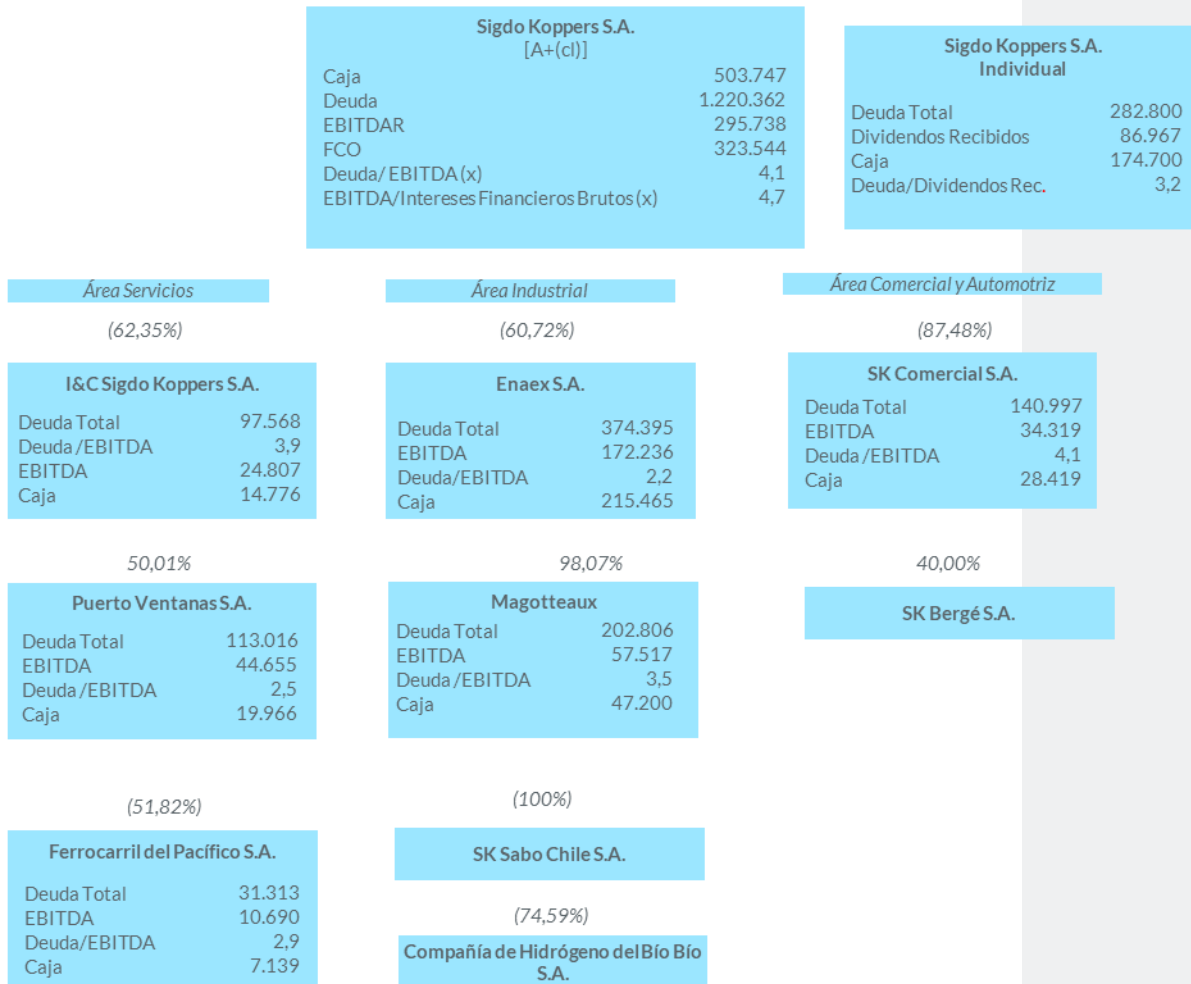 Sigdo Koppers S.A.
[A+(cl)]
Caja 503.747
Deuda 1.220.362
EBITDAR 295.738
FCO 323.544
Deuda/ EBITDA (x) 4,1
EBITDA/Intereses Financieros Brutos (x) 4,7
Sigdo Koppers S.A.
Individual
Deuda Total 282.800
Dividendos Recibidos 86.967
Caja 174.700
Deuda/Dividendos Rec. 3,2
Área Servicios
(62,35%)
I&C Sigdo Koppers S.A.
Deuda Total 97.568
Deuda /EBITDA 3,9
EBITDA 24.807
Caja 14.776
50,01%
Puerto Ventanas S.A.
Deuda Total 113.016
EBITDA 44.655
Deuda /EBITDA 2,5
Caja 19.966
(51,82%)
Ferrocarril del Pacífico S.A.
Deuda Total 31.313
EBITDA 10.690
Deuda/EBITDA 2,9
Caja 7.139
Área Industrial
(60,72%)
Enaex S.A.
Deuda Total 374.395
EBITDA 172.236
Deuda/EBITDA 2,2
Caja 215.465
98,07%
Magotteaux
Deuda Total 202.806
EBITDA 57.517
Deuda /EBITDA 3,5
Caja 47.200
(100%)
SK Sabo Chile S.A.
(74,59%)
Compañía de Hidrógeno del Bío Bío
S.A.
Área Comercial y Automotriz
(87,48%)
SK Comercial S.A.
Deuda Total 140.997
EBITDA 34.319
Deuda /EBITDA 4,1
Caja 28.419
40,00%
SK Bergé S.A.